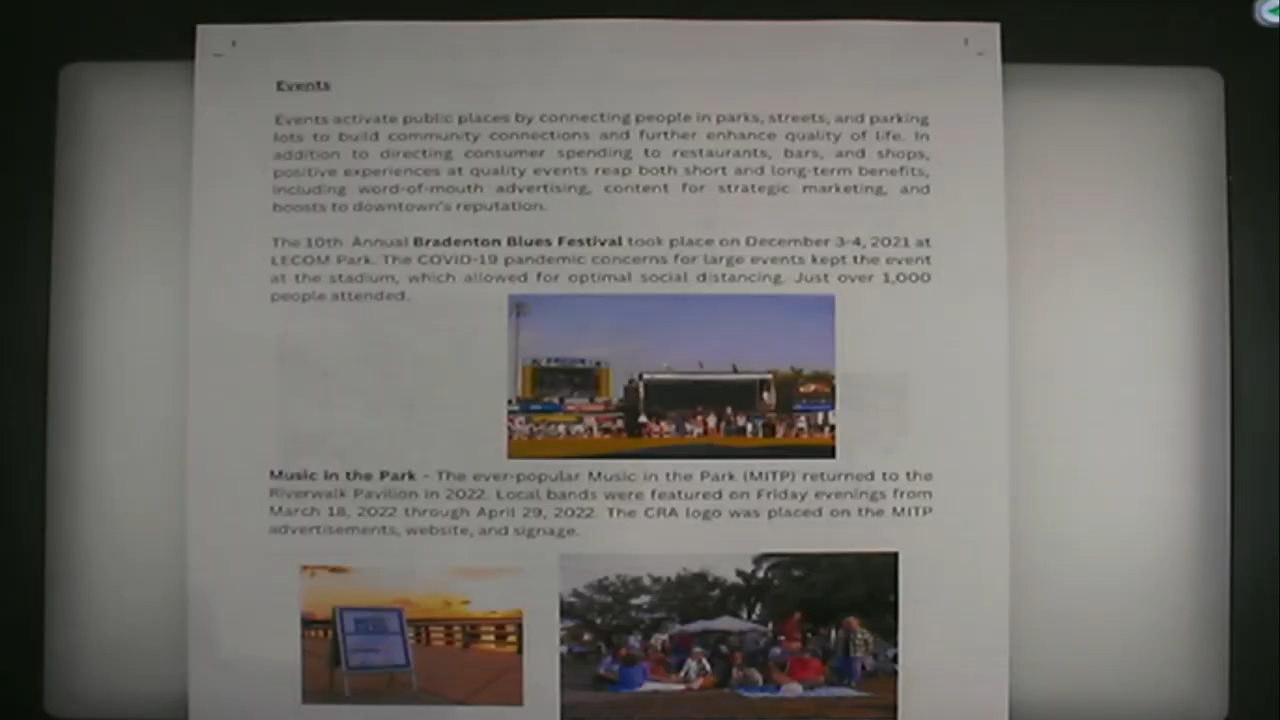 Events
Events activate public places by connecting people in parks, streets, and parking
lots to build community connections and further enhance quality of life. In
addition to directing consumer spending to restaurants, bars, and shops,
positive experiences at quality events reap both short and long-term benefits,
including word-of-mouth advertising, content for strategic marketing, and
boosts to downtown's reputation.
The 10th Annual Bradenton Blues Festival took place on December 3-4, 2021 at
LECOM Park. The COVID-19 pandemic concerns for large events kept the event
at the stadium, which allowed for optimal social distancing. Just over 1,000
people attended.
Music in the Park - The ever-popular Music in the Park (MITP) returned to the
Riverwalk Pavilion in 2022. Local bands were featured on Friday evenings from
March 18, 2022 through April 29, 2022. The CRA logo was placed on the MITP
advertisements, website, and signage.